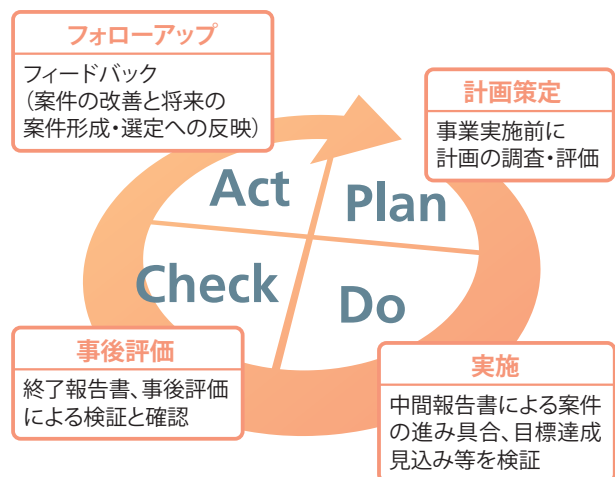 フォローアップ
フィードバック
（案件の改善と将来の
案件形成・選定への反映）
計画策定
事業実施前に
計画の調査・評価
Act
Plan
Check
Do
事後評価
終了報告書、事後評価
による検証と確認
実施
中間報告書による案件
の進み具合、目標達成
見込み等を検証